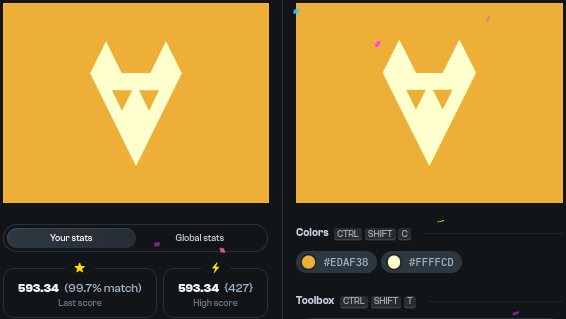 Your stats
Global stats
593.34 (99.7% match)
Last score
593.34 {427}
High score
Colors CTRL SHIFT C
#EDAF38
#FFFFCD
Toolbox CTRL SHIFT T